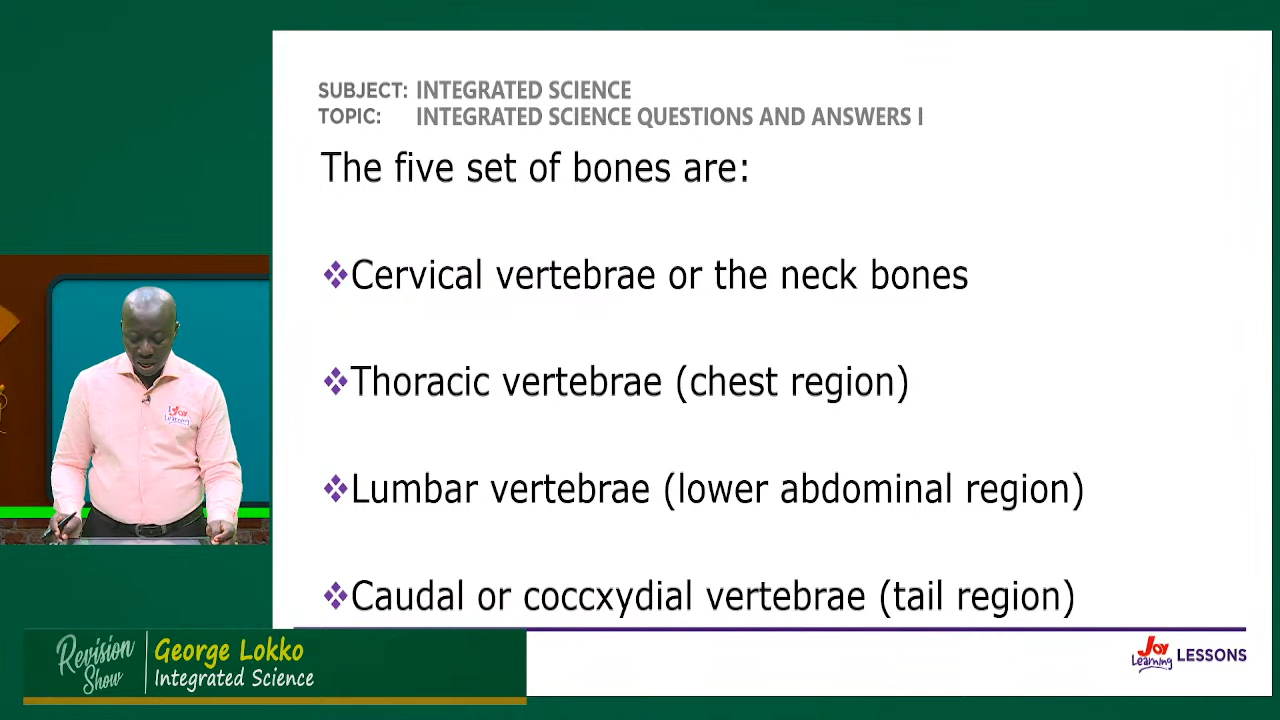 SUBJECT: INTEGRATED SCIENCE
TOPIC: INTEGRATED SCIENCE QUESTIONS AND ANSWERS I
The five set of bones are:
❖Cervical vertebrae or the neck bones
❖Thoracic vertebrae (chest region)
❖Lumbar vertebrae (lower abdominal region)
❖Caudal or coccxydial vertebrae (tail region)
Joy
Learning
Revision
Show
George Lokko
Integrated Science
Joy
Learning LESSONS